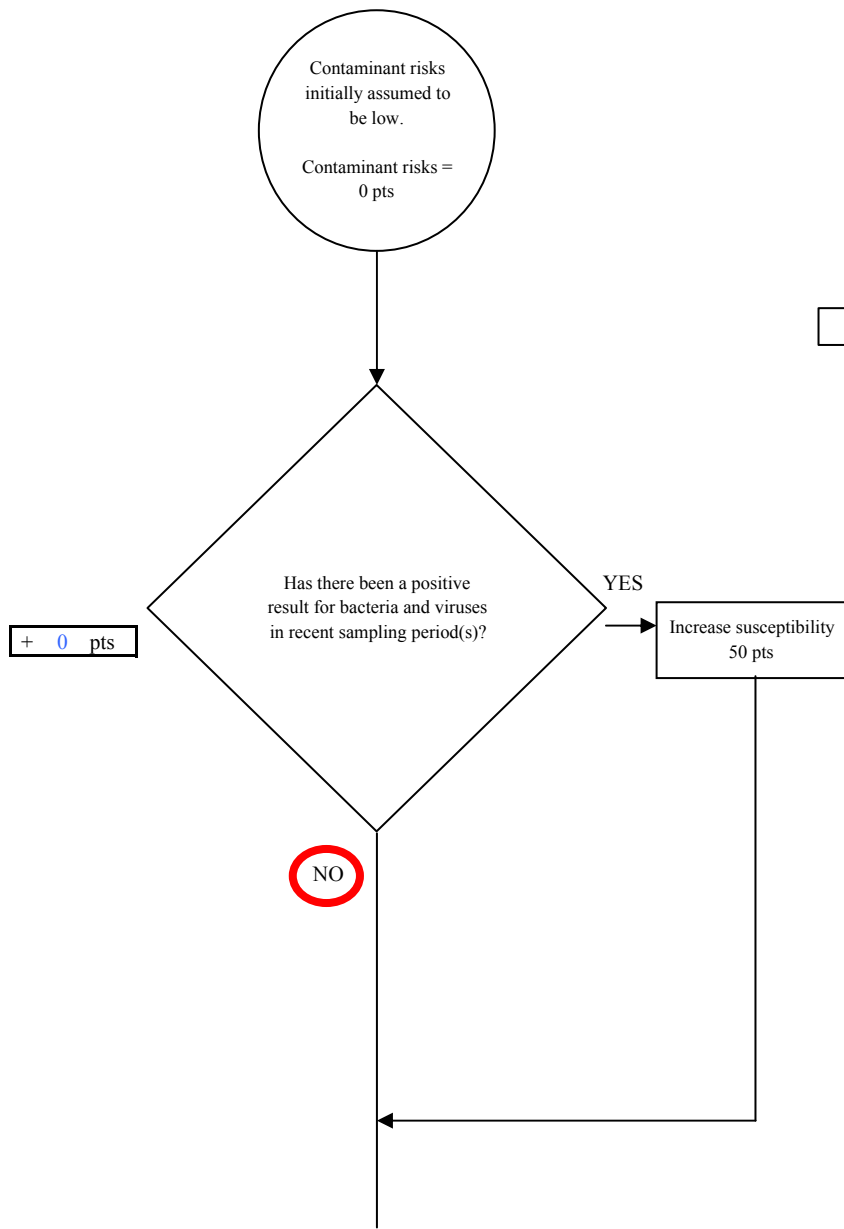 Contaminant risks
initially assumed to
be low.
Contaminant risks =
0 pts
Has there been a positive
result for bacteria and viruses
in recent sampling period(s)?
YES
+ 0 pts
Increase susceptibility
50 pts
NO